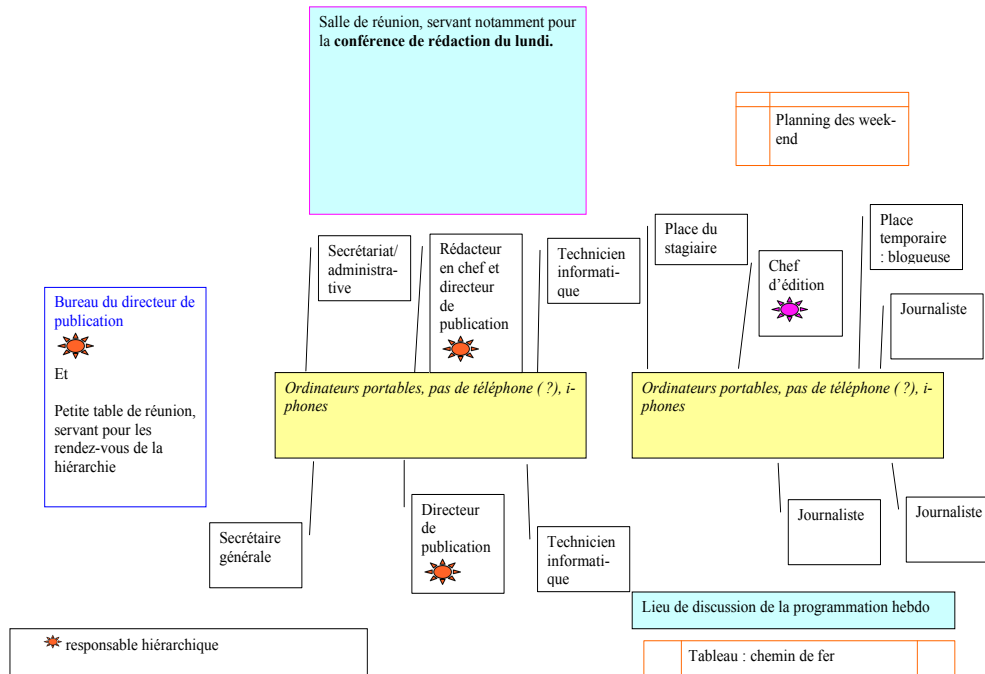 Salle de réunion, servant notamment pour
la conférence de rédaction du lundi.
Planning des week-
end
Secrétariat/
administra-
tive
Rédacteur
en chef et
directeur
de
publication
Technicien
informati-
que
Place du
stagiaire
Chef
d'édition
Place
temporaire
: blogueuse
Journaliste
Bureau du directeur de
publication
Et
Petite table de réunion,
servant pour les
rendez-vous de la
hiérarchie
Ordinateurs portables, pas de téléphone ( ?), i-
phones
Ordinateurs portables, pas de téléphone ( ?), i-
phones
Secrétaire
générale
Directeur
de
publication
Technicien
informati-
que
Journaliste
Journaliste
Lieu de discussion de la programmation hebdo
responsable hiérarchique
Tableau : chemin de fer